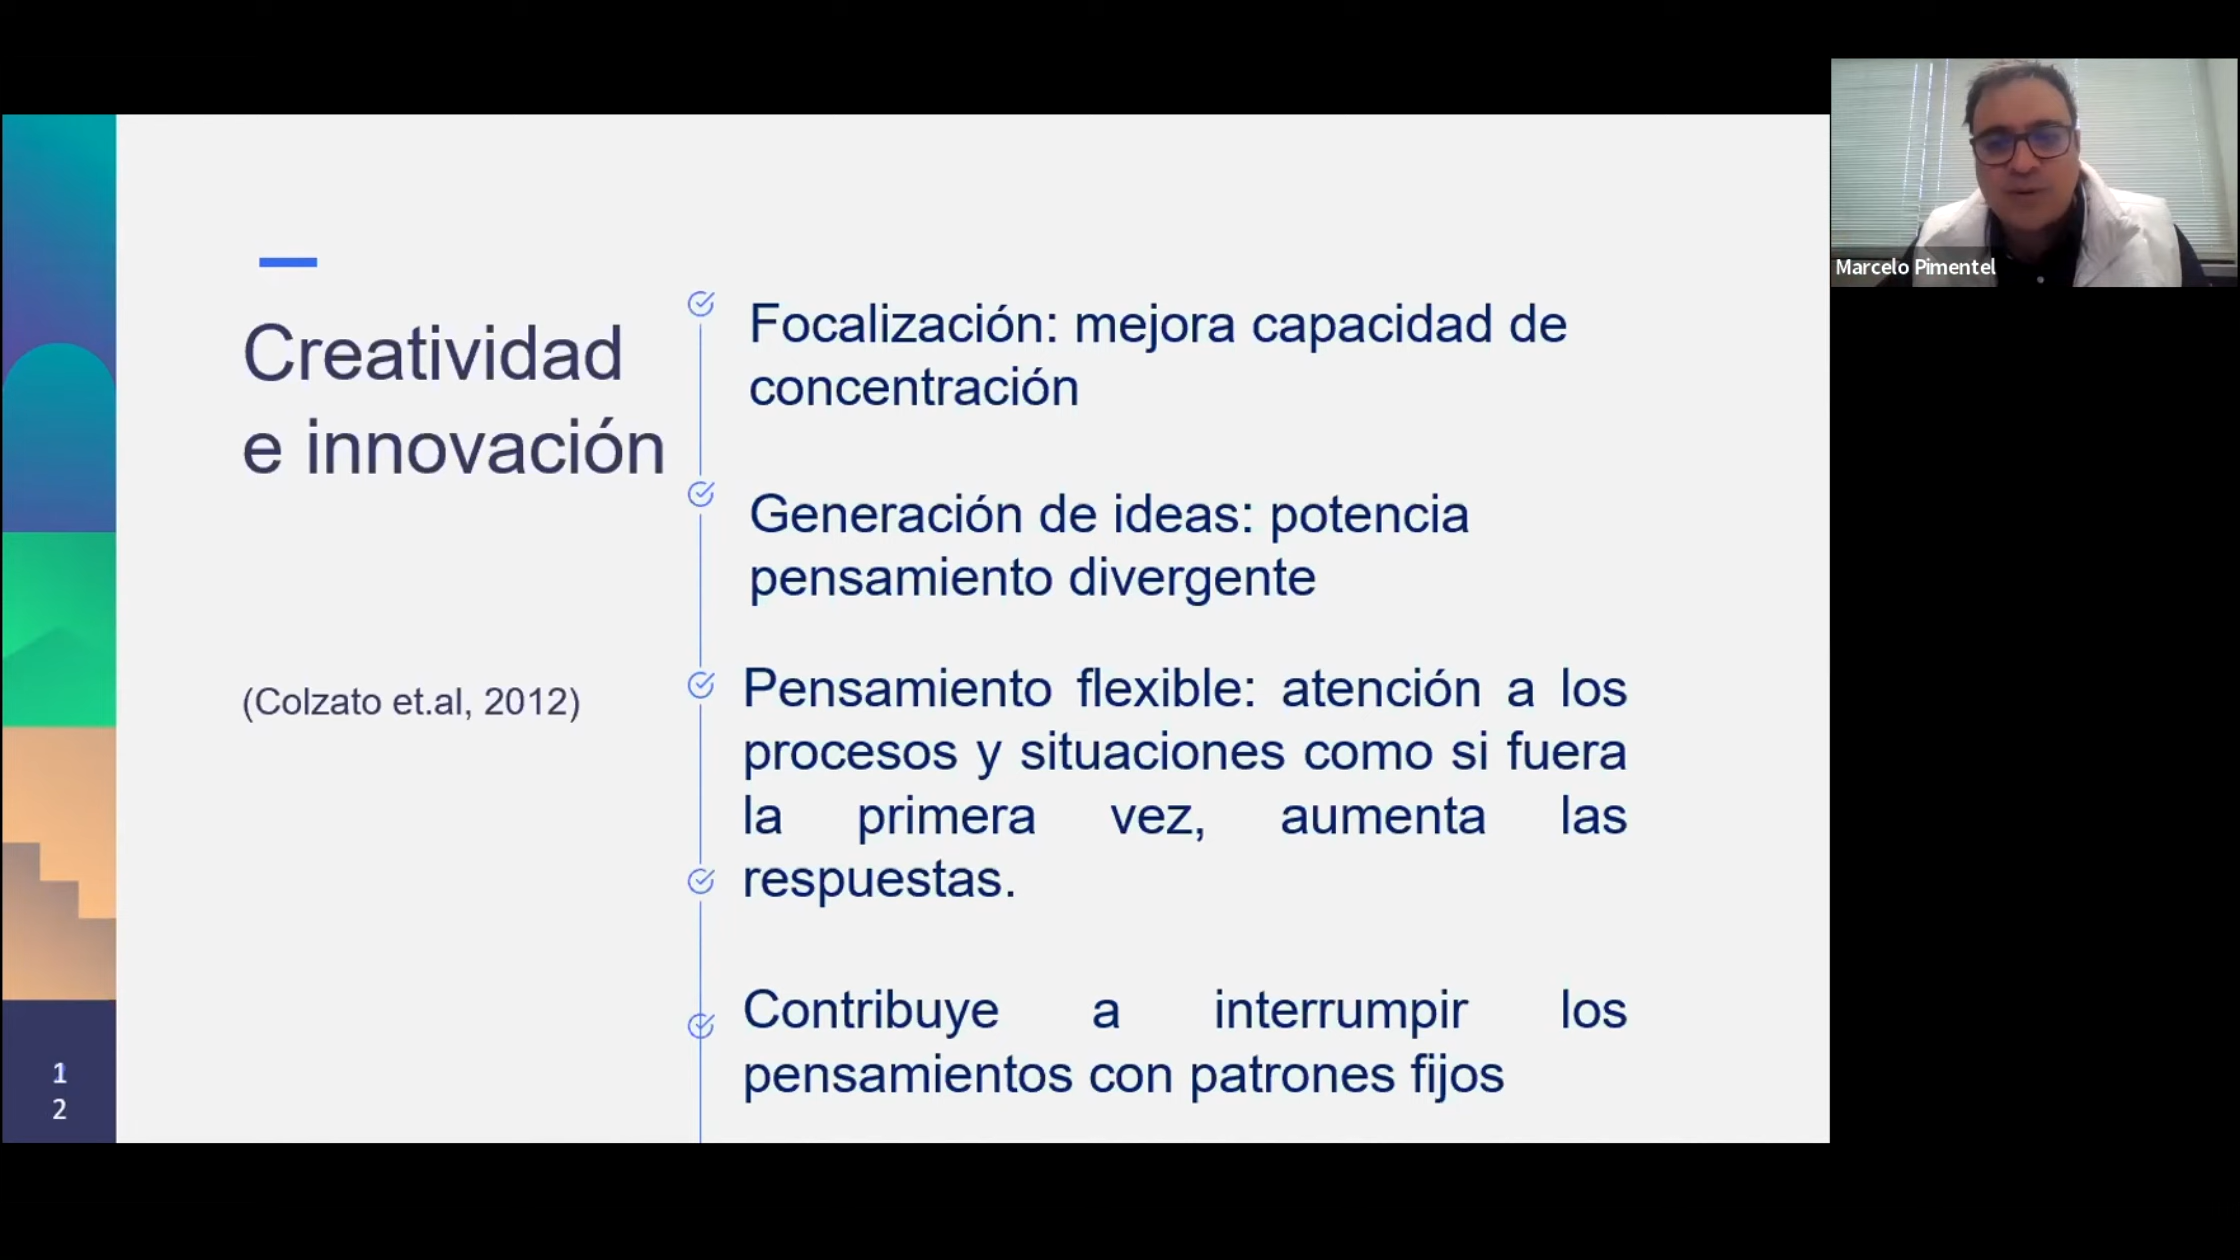 Creatividad
e innovación
(Colzato et.al, 2012)
Focalización: mejora capacidad de
concentración
Generación de ideas: potencia
pensamiento divergente
Pensamiento flexible: atención a los
procesos y situaciones como si fuera
la primera vez, aumenta las
respuestas.
Contribuye a interrumpir los
pensamientos con patrones fijos
1
2
Marcelo Pimentel